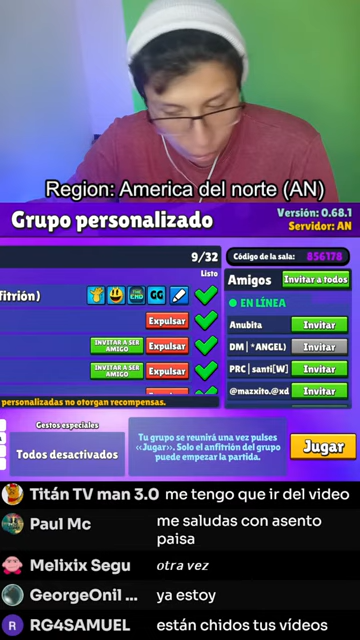 Region: America del norte (AN)
Grupo personalizado
Versión: 0.68.1
Servidor: AN
9/32
Código de la sala: 856178
Listo
Amigos
Invitar a todos
nfitrión)
THE END
GG
EN LÍNEA
Expulsar
Anubita
Invitar
INVITAR A SER AMIGO
Expulsar
DM | *ANGEL)
Invitar
INVITAR A SER AMIGO
Expulsar
PRC | santi[W]
Invitar
@mazxito.@xd
Invitar
personalizadas no otorgan recompensas.
Gestos especiales
Todos desactivados
Tu grupo se reunirá una vez pulses
«Jugar». Solo el anfitrión del grupo
puede empezar la partida.
Jugar
Titán TV man 3.0 me tengo que ir del video
Paul Mc me saludas con asento
paisa
Melixix Segu otra vez
GeorgeOnil ... ya estoy
R RG4SAMUEL están chidos tus vídeos